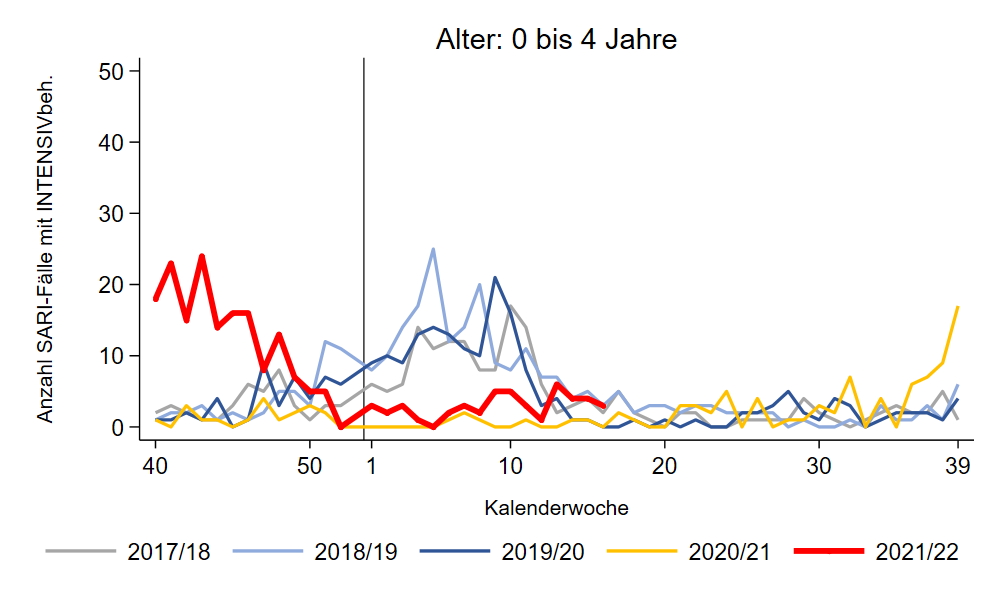 Alter: 0 bis 4 Jahre
Anzahl SARI-Fälle mit INTENSIVbeh.
50
40
30
20
10
0
40 50 1 10 20 30 39
Kalenderwoche
2017/18 2018/19 2019/20 2020/21 2021/22